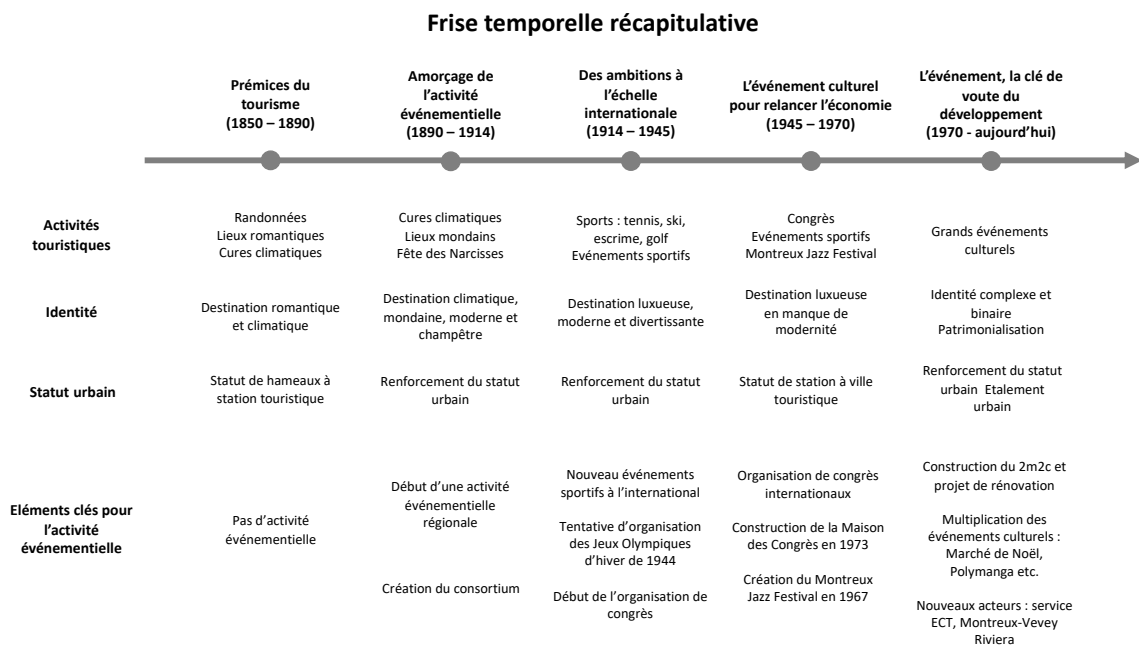 Frise temporelle récapitulative
Prémices du
tourisme
(1850 – 1890)
Amorçage de
l'activité
événementielle
(1890 – 1914)
Des ambitions à
l'échelle
internationale
(1914 – 1945)
L'événement culturel
pour relancer l'économie
(1945 – 1970)
L'événement, la clé de
voute du
développement
(1970 - aujourd'hui)
Activités
touristiques
Randonnées
Lieux romantiques
Cures climatiques
Cures climatiques
Lieux mondains
Fête des Narcisses
Sports : tennis, ski,
escrime, golf
Evénements sportifs
Congrès
Evénements sportifs
Montreux Jazz Festival
Grands événements
culturels
Identité
Destination romantique
et climatique
Destination climatique,
mondaine, moderne et
champêtre
Destination luxueuse,
moderne et divertissante
Destination luxueuse
en manque de
modernité
Identité complexe et
binaire
Patrimonialisation
Statut urbain
Statut de hameaux à
station touristique
Renforcement du statut
urbain
Renforcement du statut
urbain
Statut de station à ville
touristique
Renforcement du statut
urbain Etalement
urbain
Eléments clés pour
l'activité
événementielle
Pas d'activité
événementielle
Début d'une activité
événementielle
régionale
Création du consortium
Nouveau événements
sportifs à l'international
Tentative d'organisation
des Jeux Olympiques
d'hiver de 1944
Début de l'organisation de
congrès
Organisation de congrès
internationaux
Construction de la Maison
des Congrès en 1973
Création du Montreux
Jazz Festival en 1967
Construction du 2m2c et
projet de rénovation
Multiplication des
événements culturels :
Marché de Noël,
Polymanga etc.
Nouveaux acteurs : service
ECT, Montreux-Vevey
Riviera